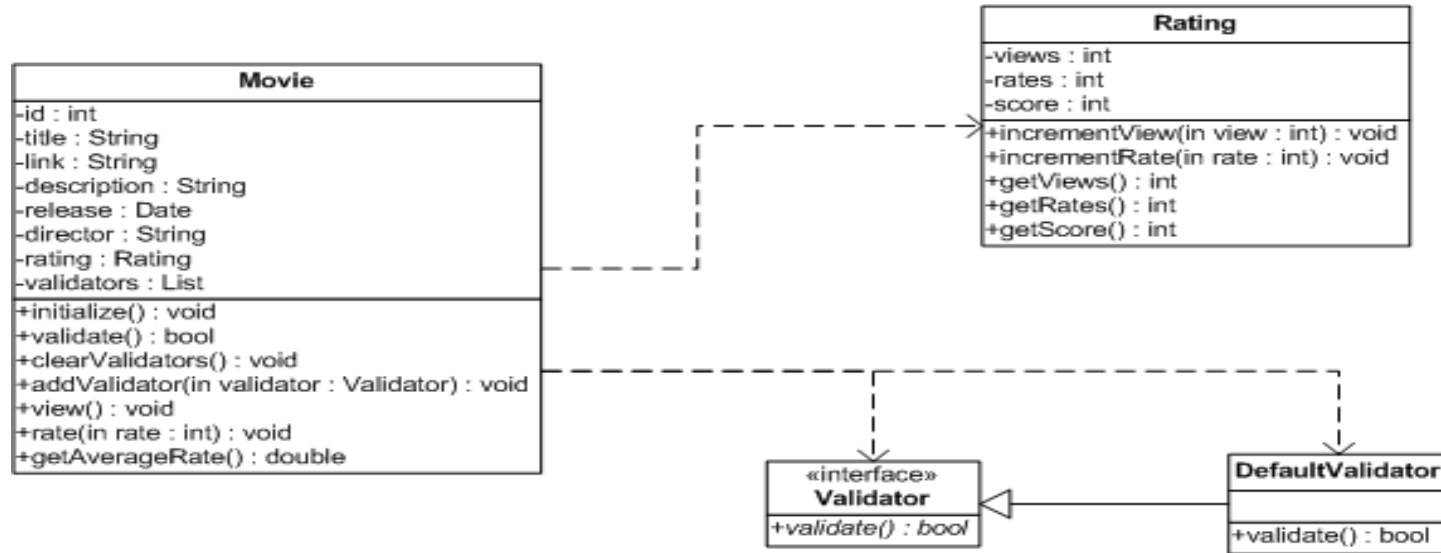 Movie
-id : int
-title : String
-link : String
-description : String
-release : Date
-director : String
-rating : Rating
-validators : List
+initialize() : void
+validate() : bool
+clearValidators() : void
+addValidator(in validator : Validator) : void
+view() : void
+rate(in rate : int) : void
+getAverageRate() : double
Rating
-views : int
-rates : int
-score : int
+incrementView(in view : int) : void
+incrementRate(in rate : int) : void
+getViews() : int
+getRates() : int
+getScore() : int
«interface»
Validator
+validate() : bool
DefaultValidator
+validate() : bool